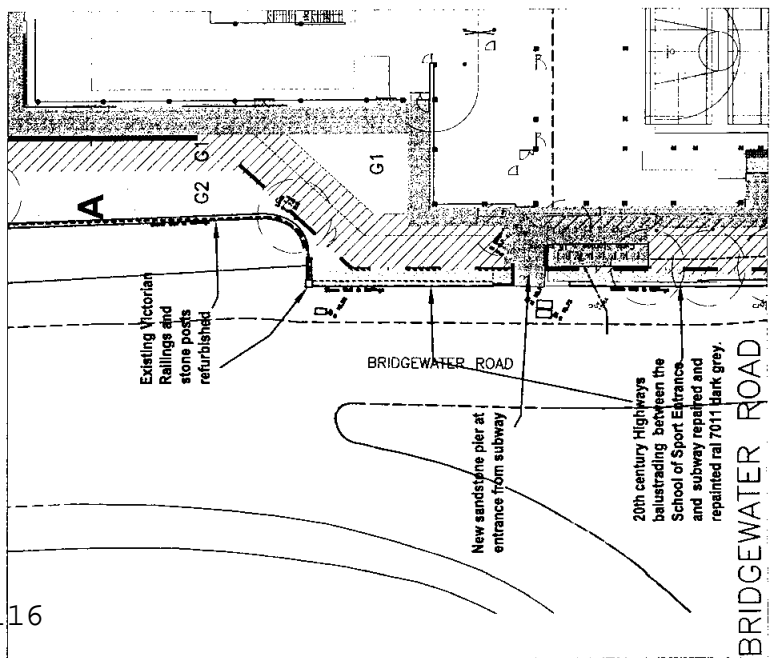 A
G2
G1
G1
Existing Victorian
Railings and
stone posts
refurbished
BRIDGEWATER ROAD
New sandstone pier at
entrance from subway
20th century Highways
balustrading between the
School of Sport Entrance
and subway repaired and
repainted ral 7011 dark grey.
BRIDGEWATER ROAD
16